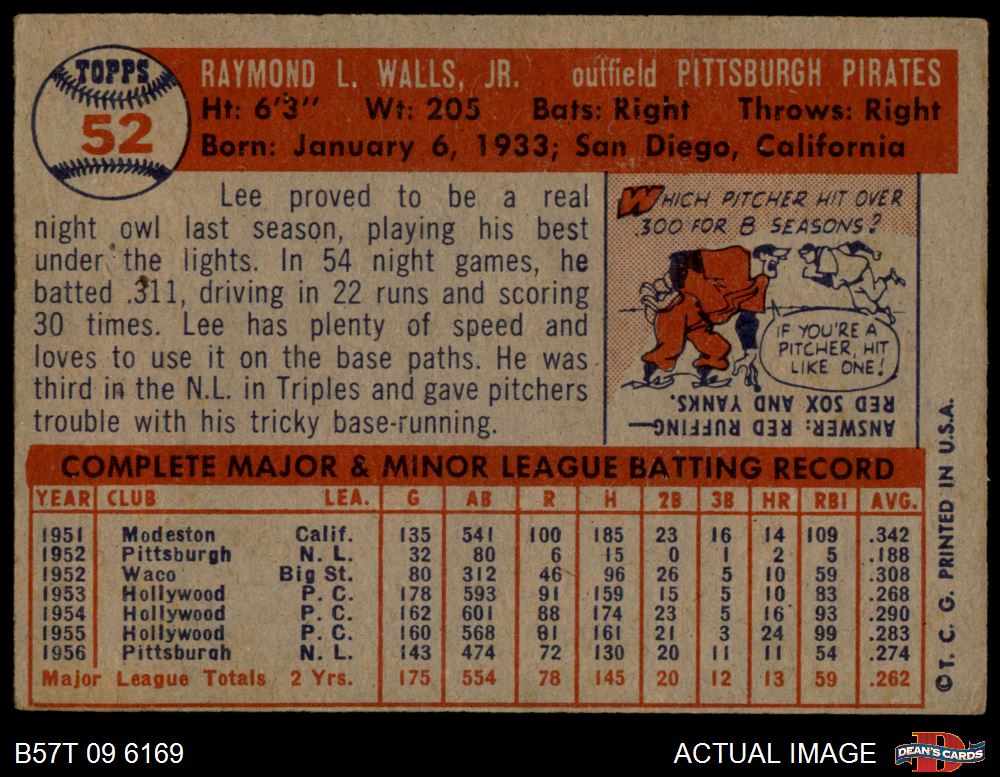 TOPPS
52
RAYMOND L. WALLS, JR. outfield PITTSBURGH PIRATES
Ht: 6'3" Wt: 205 Bats: Right Throws: Right
Born: January 6, 1933; San Diego, California
Lee proved to be a real
night owl last season, playing his best
under the lights. In 54 night games, he
batted .311, driving in 22 runs and scoring
30 times. Lee has plenty of speed and
loves to use it on the base paths. He was
third in the N.L. in Triples and gave pitchers
trouble with his tricky base-running.
WHICH PITCHER HIT OVER
.300 FOR 8 SEASONS?
IF YOU'RE A
PITCHER, HIT
LIKE ONE!
ANSWER: RED RUFFING—
RED SOX AND YANKS.
COMPLETE MAJOR & MINOR LEAGUE BATTING RECORD
YEAR CLUB LEA. G AB R H 2B 3B HR RBI AVG.
1951 Modeston Calif. 135 541 100 185 23 16 14 109 .342
1952 Pittsburgh N. L. 32 80 6 15 0 1 2 5 .188
1952 Waco Big St. 80 312 46 96 26 5 10 59 .308
1953 Hollywood P. C. 178 593 91 159 15 5 10 83 .268
1954 Hollywood P. C. 162 601 88 174 23 5 16 93 .290
1955 Hollywood P. C. 160 568 81 161 21 3 24 99 .283
1956 Pittsburgh N. L. 143 474 72 130 20 11 11 54 .274
Major League Totals 2 Yrs. 175 554 78 145 20 12 13 59 .262
©T. C. G. PRINTED IN U.S.A.
B57T 09 6169
ACTUAL IMAGE
DEAN'S CARDS